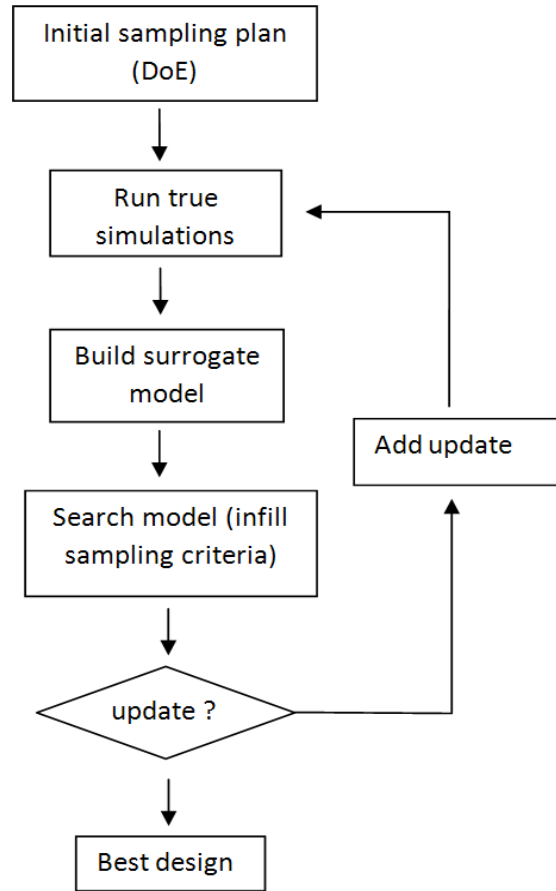 Initial sampling plan
(DoE)
Run true
simulations
Build surrogate
model
Add update
Search model (infill
sampling criteria)
update ?
Best design